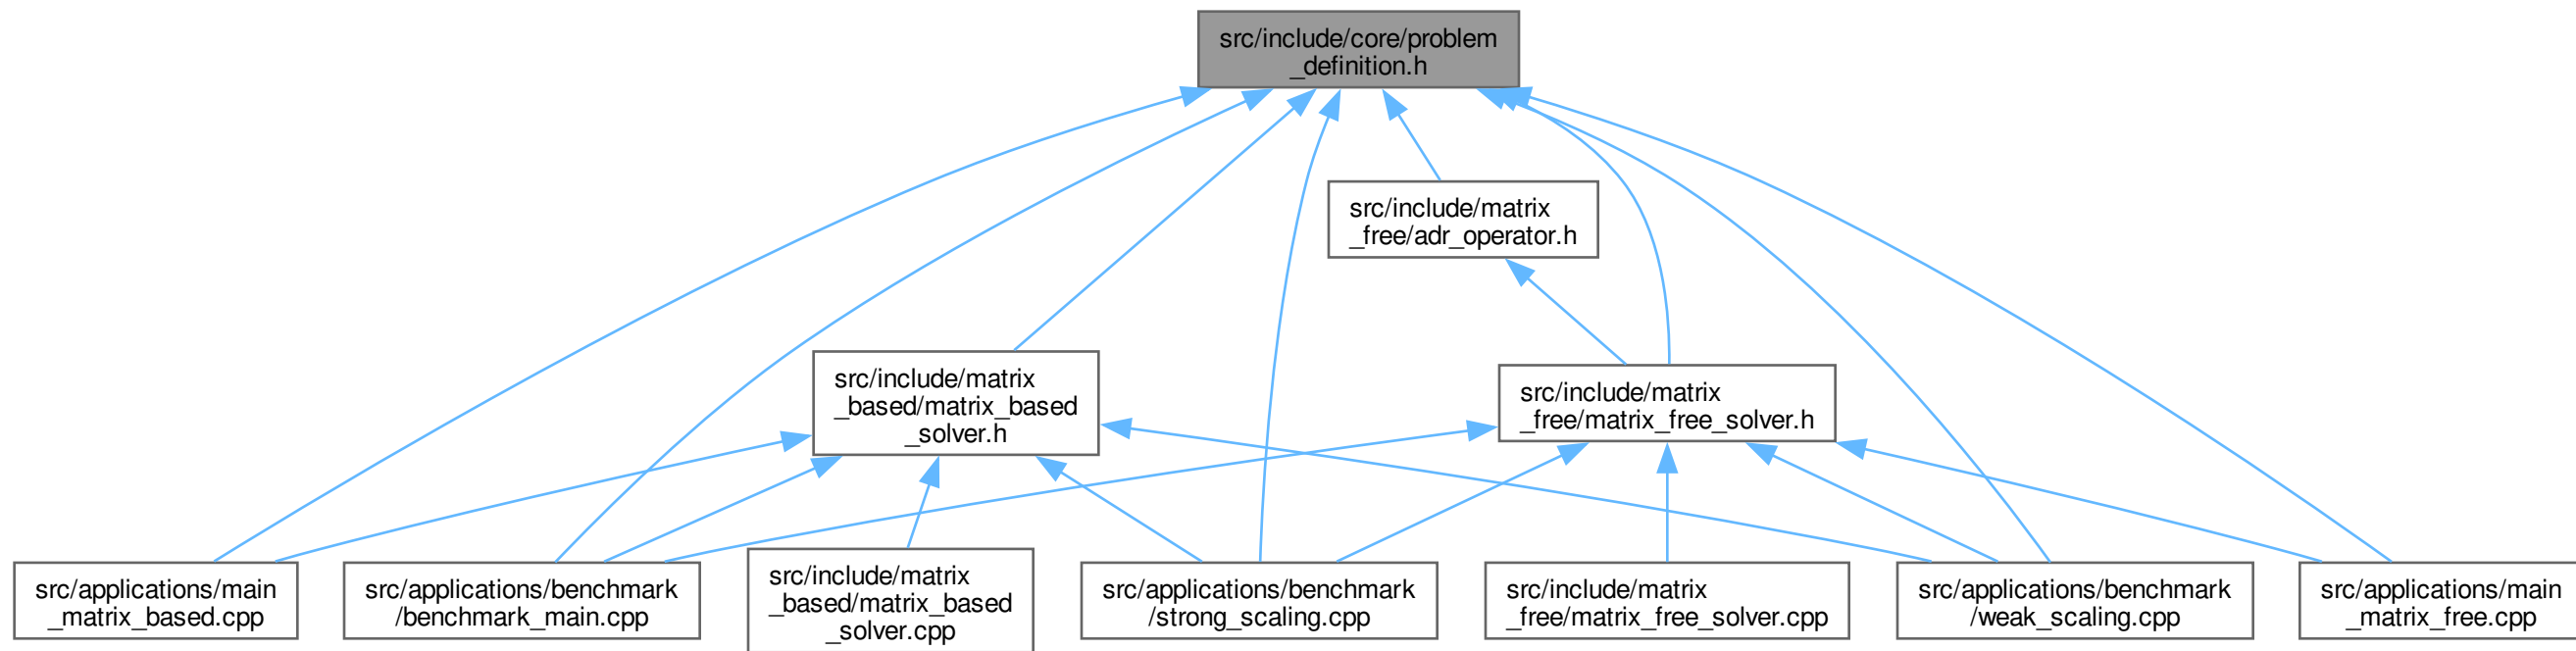 src/include/core/problem
_definition.h
src/include/matrix
_free/adr_operator.h
src/include/matrix
_based/matrix_based
_solver.h
src/include/matrix
_free/matrix_free_solver.h
src/applications/main
_matrix_based.cpp
src/applications/benchmark
/benchmark_main.cpp
src/include/matrix
_based/matrix_based
_solver.cpp
src/applications/benchmark
/strong_scaling.cpp
src/include/matrix
_free/matrix_free_solver.cpp
src/applications/benchmark
/weak_scaling.cpp
src/applications/main
_matrix_free.cpp